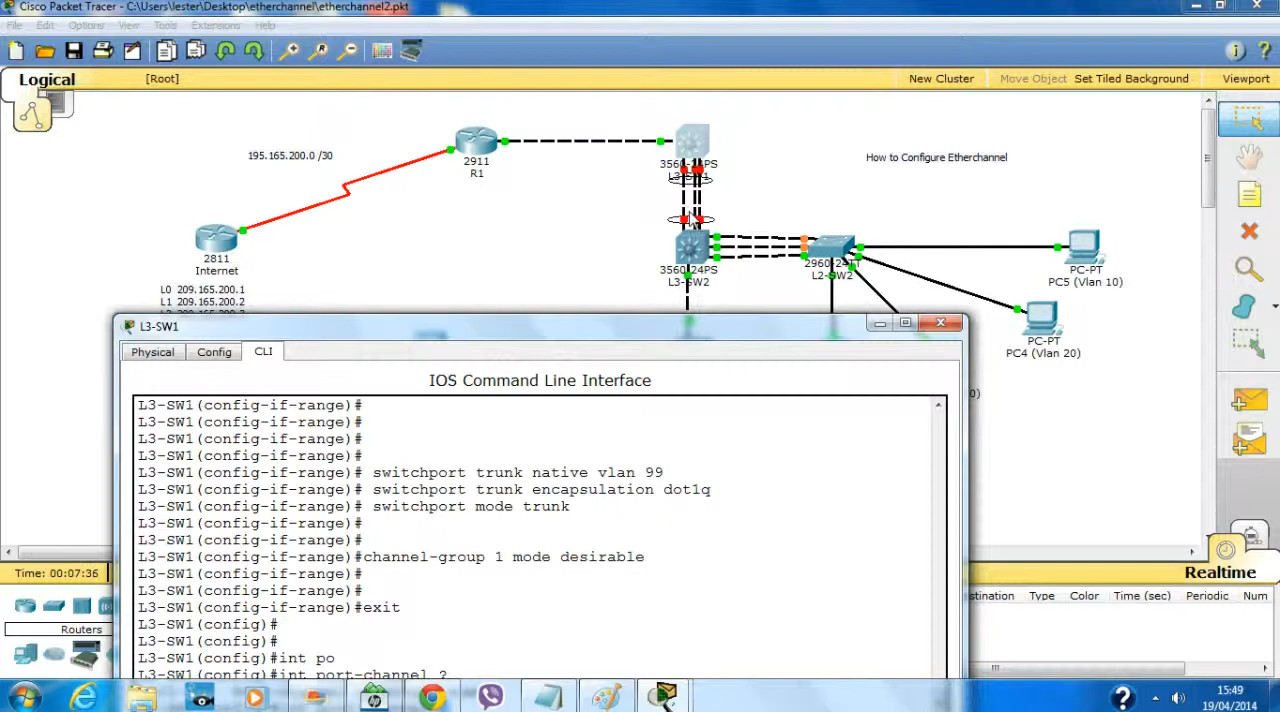 Cisco Packet Tracer - C:\Users\lester\Desktop\etherchannel\etherchannel2.pkt
File Edit Options View Tools Extensions Help
Logical
[Root]
New Cluster
Move Object
Set Tiled Background
Viewport
195.165.200.0 /30
2911
R1
How to Configure Etherchannel
2811
Internet
L0 209.165.200.1
L1 209.165.200.2
3560-24PS
L3-SW2
L2-SW2
PC-PT
PC5 (Vlan 10)
PC-PT
PC4 (Vlan 20)
L3-SW1
Physical
Config
CLI
IOS Command Line Interface
L3-SW1(config-if-range)#
L3-SW1(config-if-range)#
L3-SW1(config-if-range)#
L3-SW1(config-if-range)#
L3-SW1(config-if-range)# switchport trunk native vlan 99
L3-SW1(config-if-range)# switchport trunk encapsulation dot1q
L3-SW1(config-if-range)# switchport mode trunk
L3-SW1(config-if-range)#
L3-SW1(config-if-range)#
L3-SW1(config-if-range)#channel-group 1 mode desirable
L3-SW1(config-if-range)#
L3-SW1(config-if-range)#
L3-SW1(config-if-range)#exit
L3-SW1(config)#
L3-SW1(config)#
L3-SW1(config)#int po
L3-SW1(config)#int port-channel ?
Time: 00:07:36
Realtime
Routers
Type Color Time (sec) Periodic Num
15:49
19/04/2014